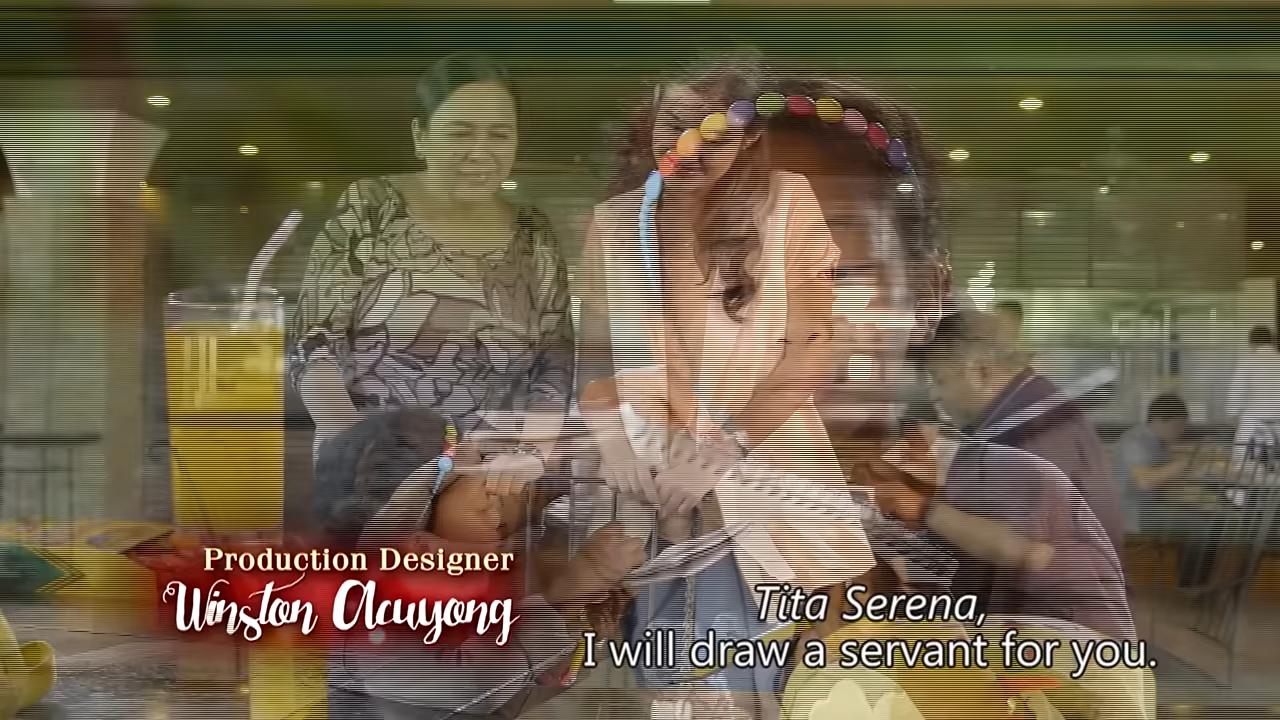 Production Designer
Winston Acuyong
Tita Serena,
I will draw a servant for you.